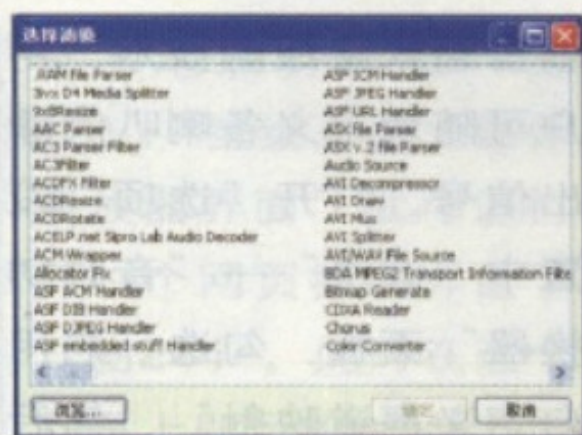 选择滤镜
.RAM file Parser
3ivx D4 Media Splitter
9xBResize
AAC Parser
AC3 Parser Filter
AC3Filter
ACDFX Filter
ACDResize
ACDRotate
ACELP.net Sipro Lab Audio Decoder
ACM Wrapper
Allocator Fix
ASF ACM Handler
ASF DIB Handler
ASF DJPEG Handler
ASF embedded stuff Handler
ASF ICM Handler
ASF JPEG Handler
ASF URL Handler
ASX file Parser
ASX v.2 file Parser
Audio Source
AVI Decompressor
AVI Draw
AVI Mux
AVI Splitter
AVI/WAV File Source
BDA MPEG2 Transport Information Filte
Bitmap Generate
CDXA Reader
Chorus
Color Converter
浏览...
确定
取消